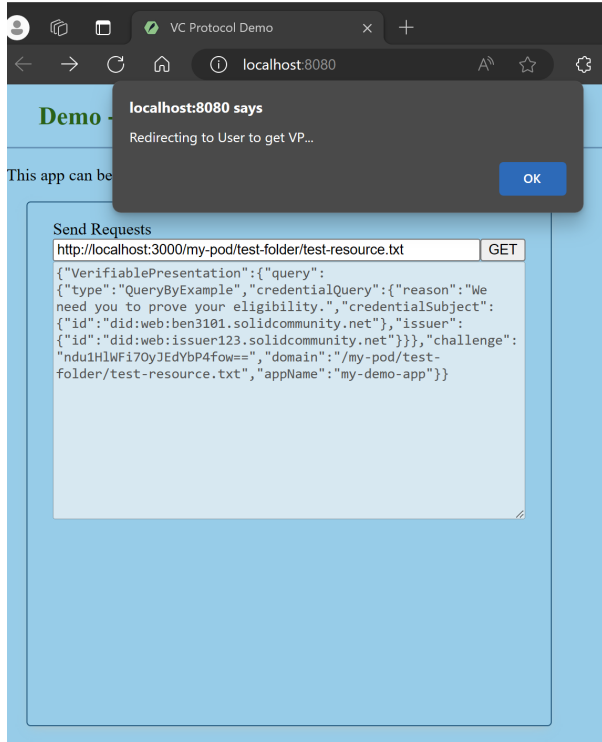 VC Protocol Demo
localhost:8080
localhost:8080 says
Redirecting to User to get VP...
OK
Demo -
This app can be
Send Requests
http://localhost:3000/my-pod/test-folder/test-resource.txt GET
{"VerifiablePresentation":{"query":
{"type":"QueryByExample","credentialQuery":{"reason":"We
need you to prove your eligibility.","credentialSubject":
{"id":"did:web:ben3101.solidcommunity.net"},"issuer":
{"id":"did:web:issuer123.solidcommunity.net"}}},"challenge":
"ndu1HlWFi7OyJEdYbP4fow==","domain":"/my-pod/test-
folder/test-resource.txt","appName":"my-demo-app"}}